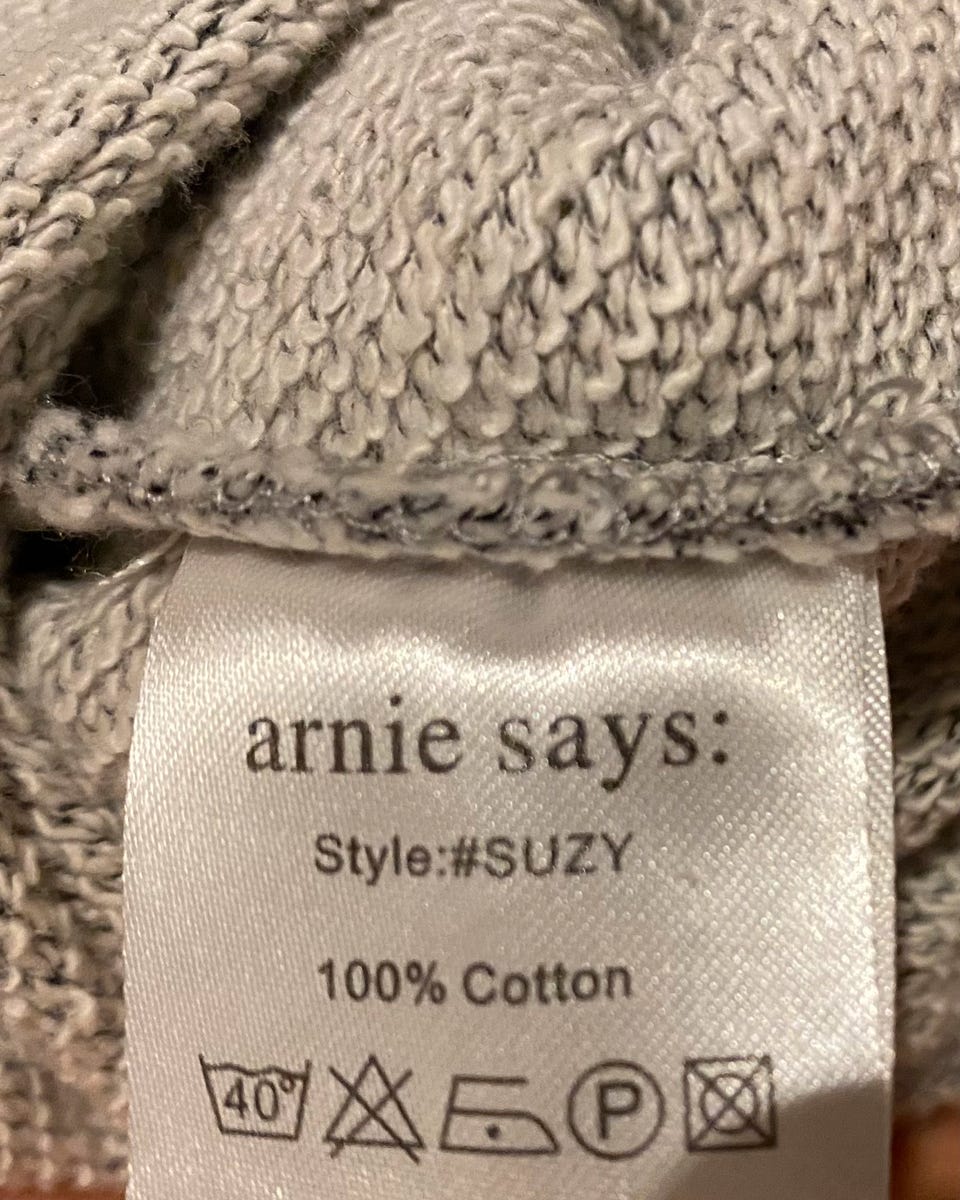 arnie says:
Style:#SUZY
100% Cotton
40° P